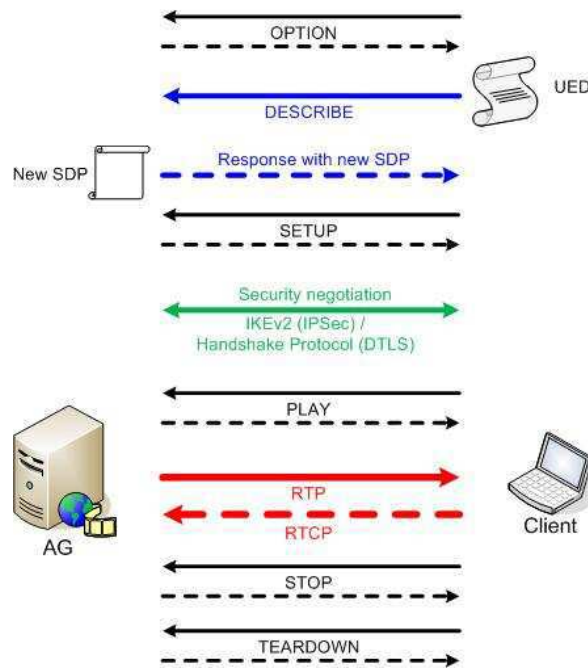 OPTION
UED
DESCRIBE
New SDP
Response with new SDP
SETUP
Security negotiation
IKEv2 (IPSec) /
Handshake Protocol (DTLS)
PLAY
RTP
RTCP
AG
Client
STOP
TEARDOWN